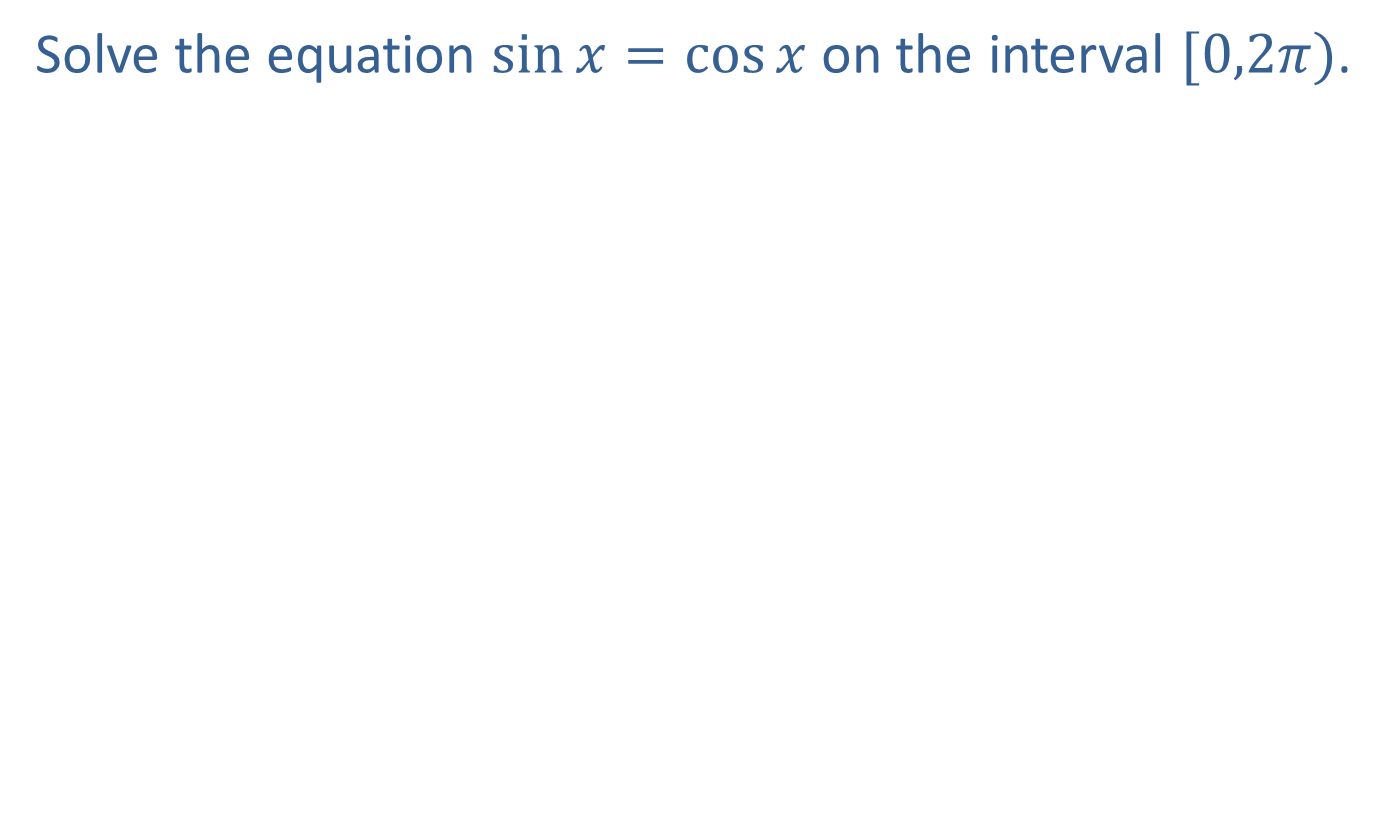 Solve the equation sin x = cos x on the interval [0,2π).